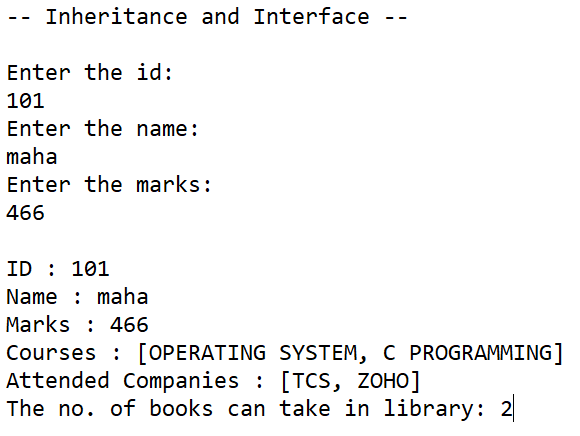 -- Inheritance and Interface --
Enter the id:
101
Enter the name:
maha
Enter the marks:
466
ID : 101
Name : maha
Marks : 466
Courses : [OPERATING SYSTEM, C PROGRAMMING]
Attended Companies : [TCS, ZOHO]
The no. of books can take in library: 2